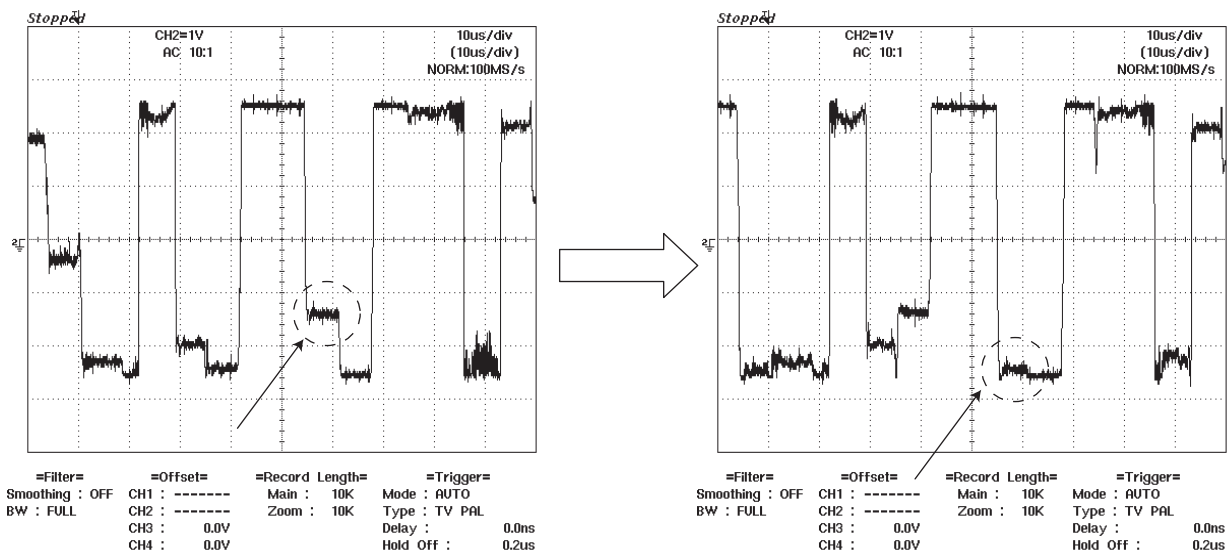 Stopped
CH2=1V
AC 10:1
10us/div
(10us/div)
NORM:100MS/s
2
=Filter=
Smoothing : OFF
BW : FULL
=Offset=
CH1 : -------
CH2 : -------
CH3 : 0.0V
CH4 : 0.0V
=Record Length=
Main : 10K
Zoom : 10K
=Trigger=
Mode : AUTO
Type : TV PAL
Delay : 0.0ns
Hold Off : 0.2us
Stopped
CH2=1V
AC 10:1
10us/div
(10us/div)
NORM:100MS/s
2
=Filter=
Smoothing : OFF
BW : FULL
=Offset=
CH1 : -------
CH2 : -------
CH3 : 0.0V
CH4 : 0.0V
=Record Length=
Main : 10K
Zoom : 10K
=Trigger=
Mode : AUTO
Type : TV PAL
Delay : 0.0ns
Hold Off : 0.2us